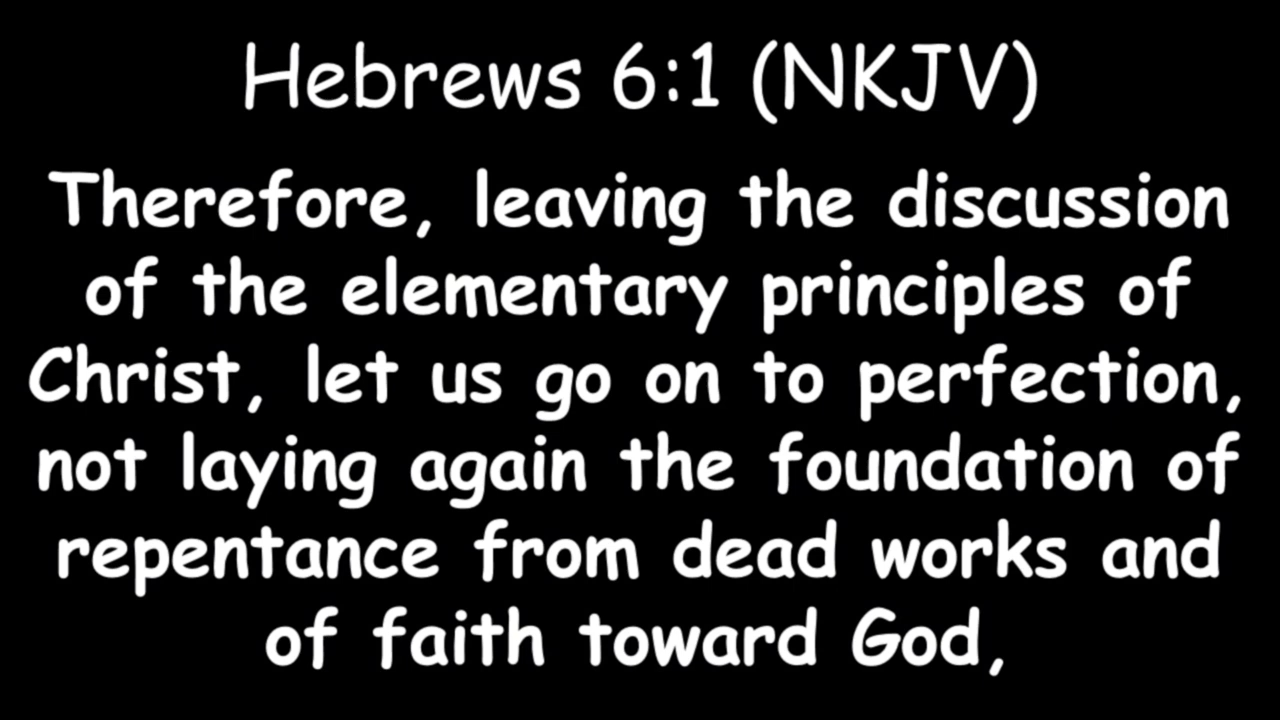 Hebrews 6:1 (NKJV)
Therefore, leaving the discussion
of the elementary principles of
Christ, let us go on to perfection,
not laying again the foundation of
repentance from dead works and
of faith toward God,